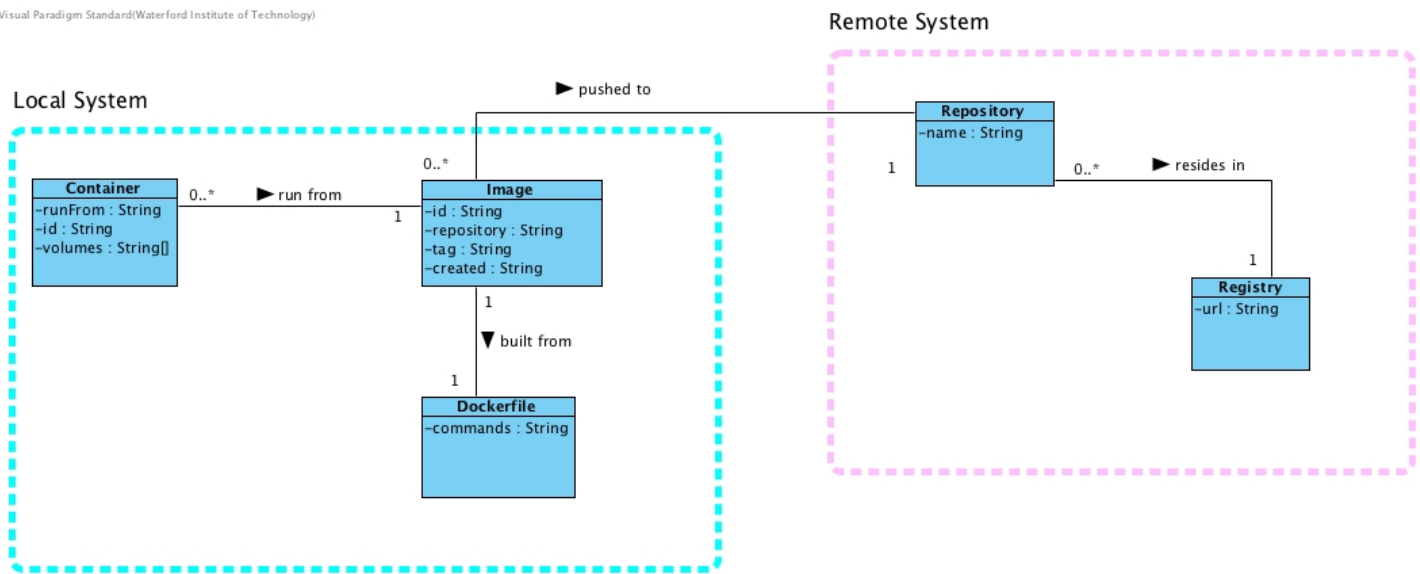 Visual Paradigm Standard(Waterford Institute of Technology)
Remote System
Local System
pushed to
Repository
-name : String
0..*
1
0..*
resides in
Container
-runFrom : String
-id : String
-volumes : String[]
0..*
run from
1
Image
-id : String
-repository : String
-tag : String
-created : String
1
built from
1
Dockerfile
-commands : String
1
Registry
-url : String